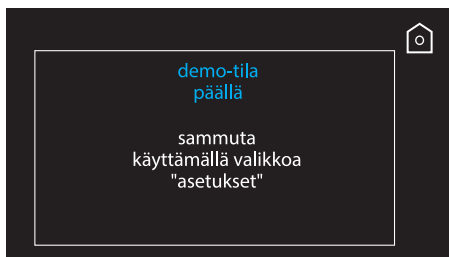 demo-tila
päällä
sammuta
käyttämällä valikkoa
"asetukset"